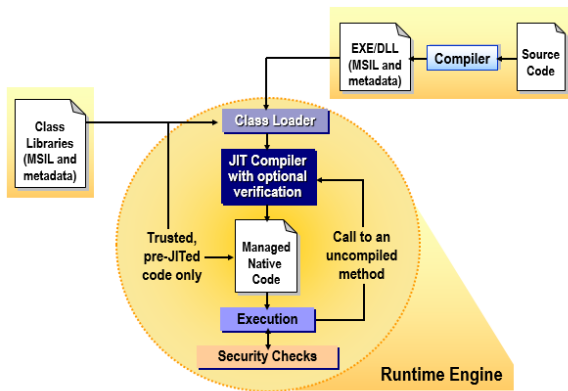 EXE/DLL
(MSIL and
metadata)
Compiler
Source
Code
Class
Libraries
(MSIL and
metadata)
Class Loader
JIT Compiler
with optional
verification
Trusted,
pre-JITed
code only
Managed
Native
Code
Call to an
uncompiled
method
Execution
Security Checks
Runtime Engine